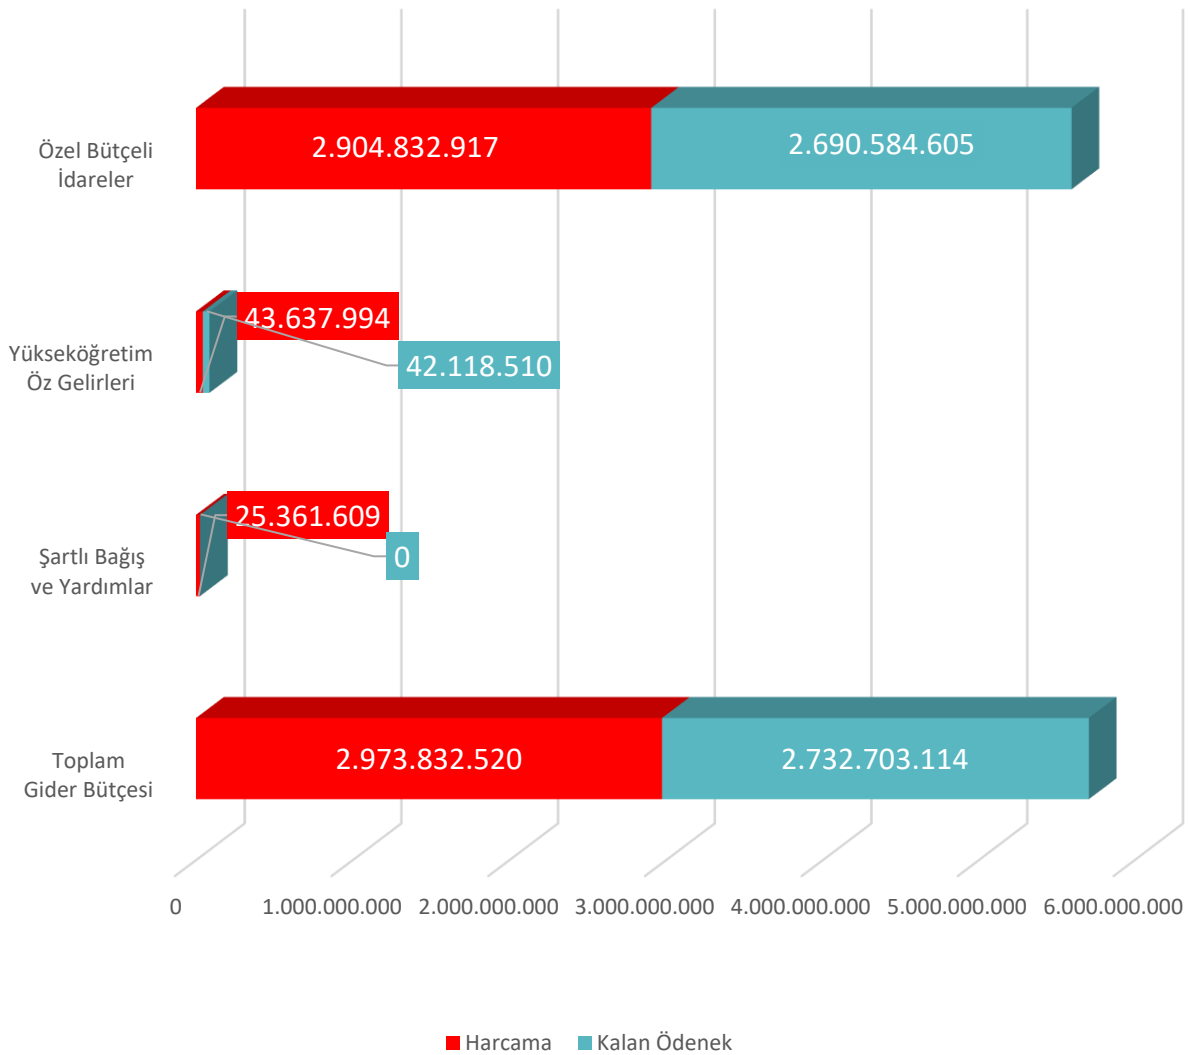 Özel Bütçeli
İdareler
2.904.832.917
2.690.584.605
Yükseköğretim
Öz Gelirleri
43.637.994
42.118.510
Şartlı Bağış
ve Yardımlar
25.361.609
0
Toplam
Gider Bütçesi
2.973.832.520
2.732.703.114
0 1.000.000.000 2.000.000.000 3.000.000.000 4.000.000.000 5.000.000.000 6.000.000.000
Harcama Kalan Ödenek